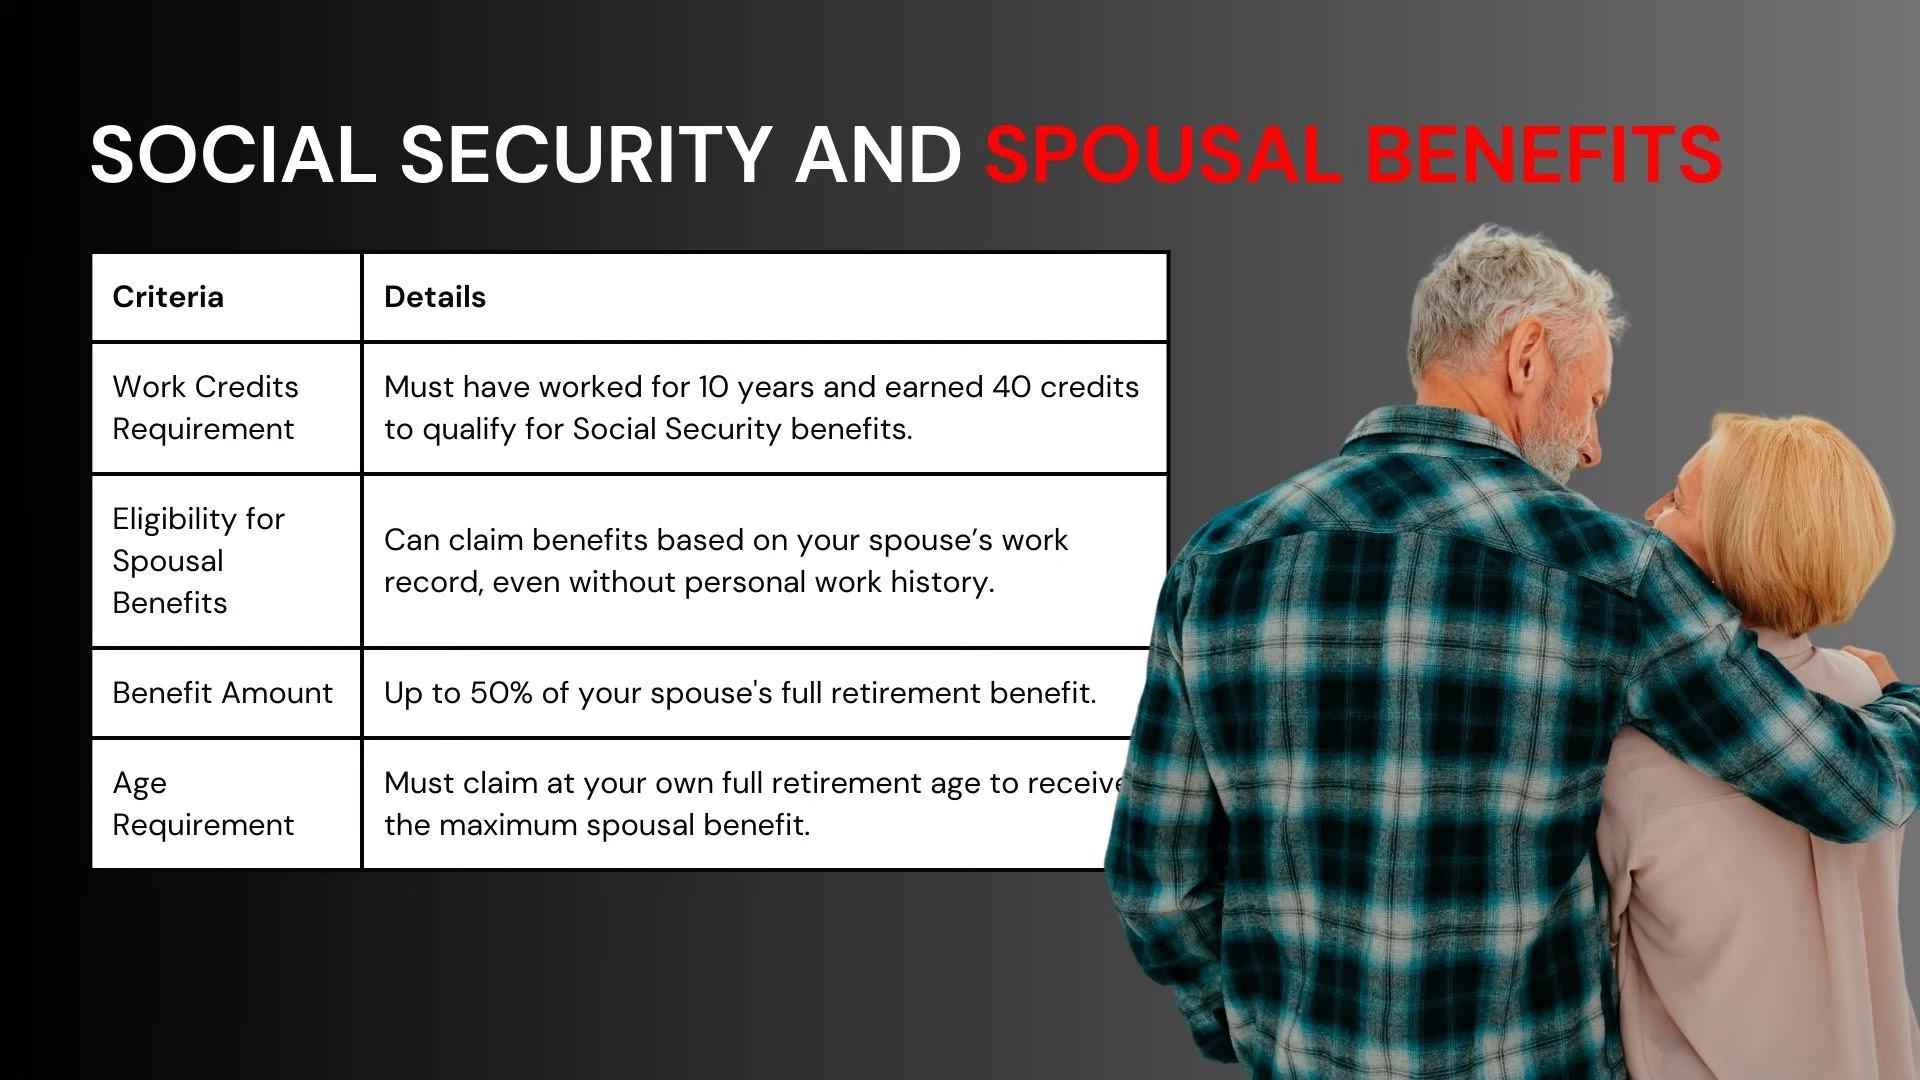 SOCIAL SECURITY AND SPOUSAL BENEFITS
Criteria
Details
Work Credits
Requirement
Must have worked for 10 years and earned 40 credits
to qualify for Social Security benefits.
Eligibility for
Spousal
Benefits
Can claim benefits based on your spouse’s work
record, even without personal work history.
Benefit Amount
Up to 50% of your spouse's full retirement benefit.
Age
Requirement
Must claim at your own full retirement age to receive
the maximum spousal benefit.